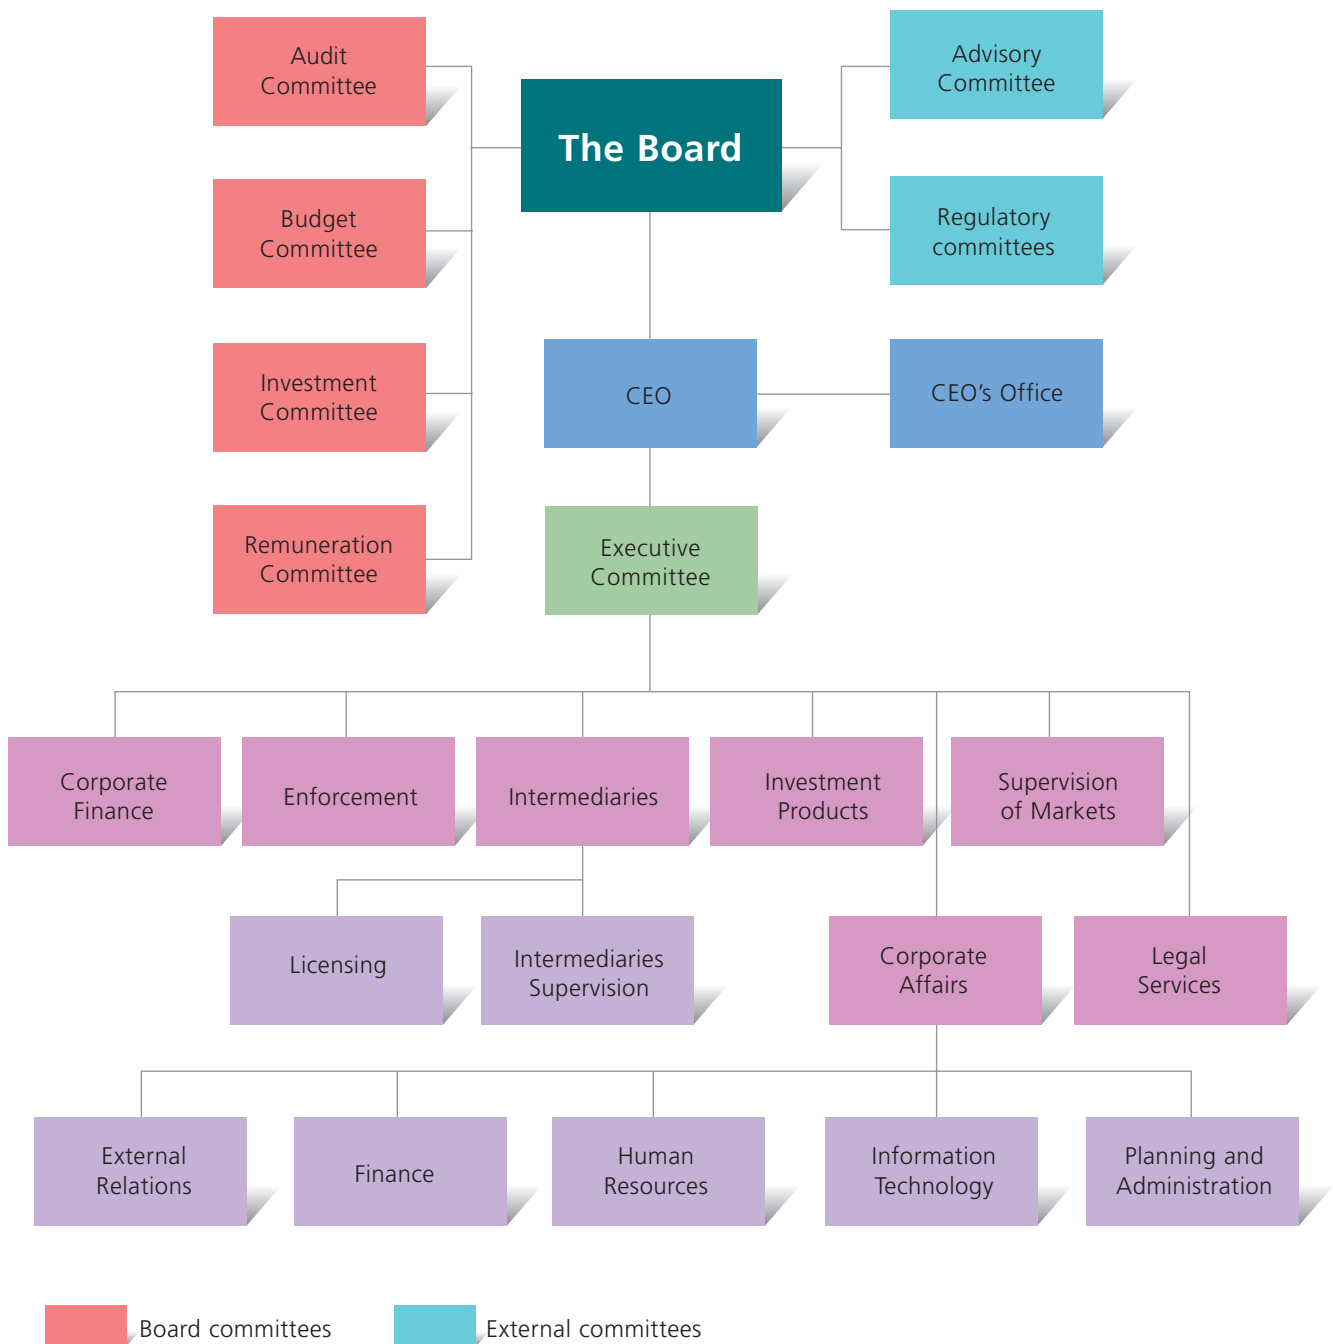 Audit
Committee
Advisory
Committee
The Board
Budget
Committee
Regulatory
committees
Investment
Committee
CEO
CEO's Office
Remuneration
Committee
Executive
Committee
Corporate
Finance
Enforcement
Intermediaries
Investment
Products
Supervision
of Markets
Licensing
Intermediaries
Supervision
Corporate
Affairs
Legal
Services
External
Relations
Finance
Human
Resources
Information
Technology
Planning and
Administration
Board committees
External committees